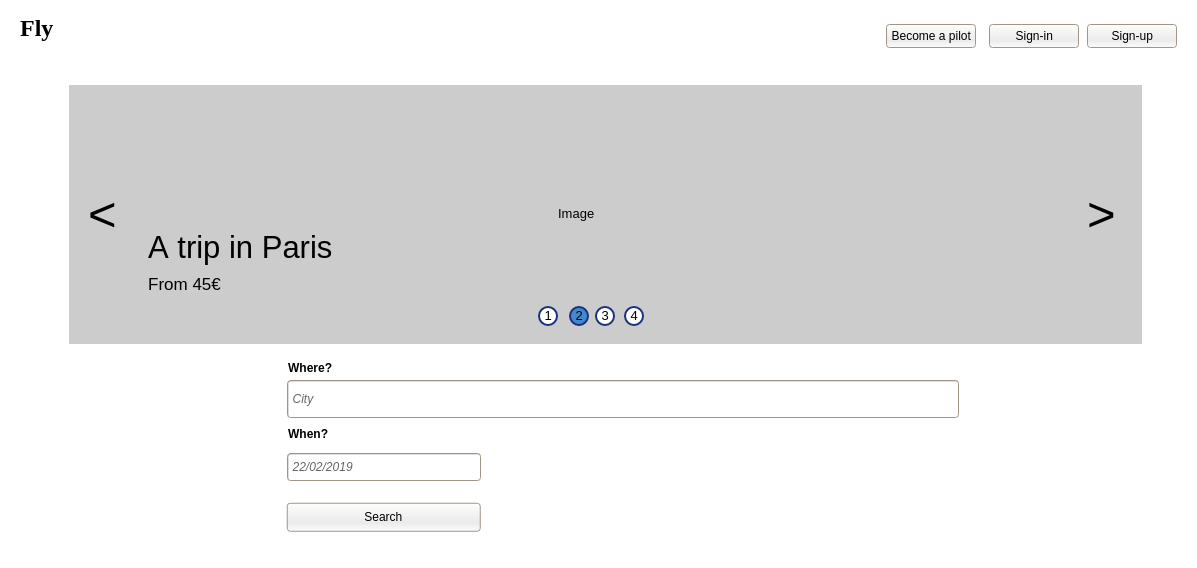 Fly
Become a pilot
Sign-in
Sign-up
<
Image
>
A trip in Paris
From 45€
1 2 3 4
Where?
City
When?
22/02/2019
Search